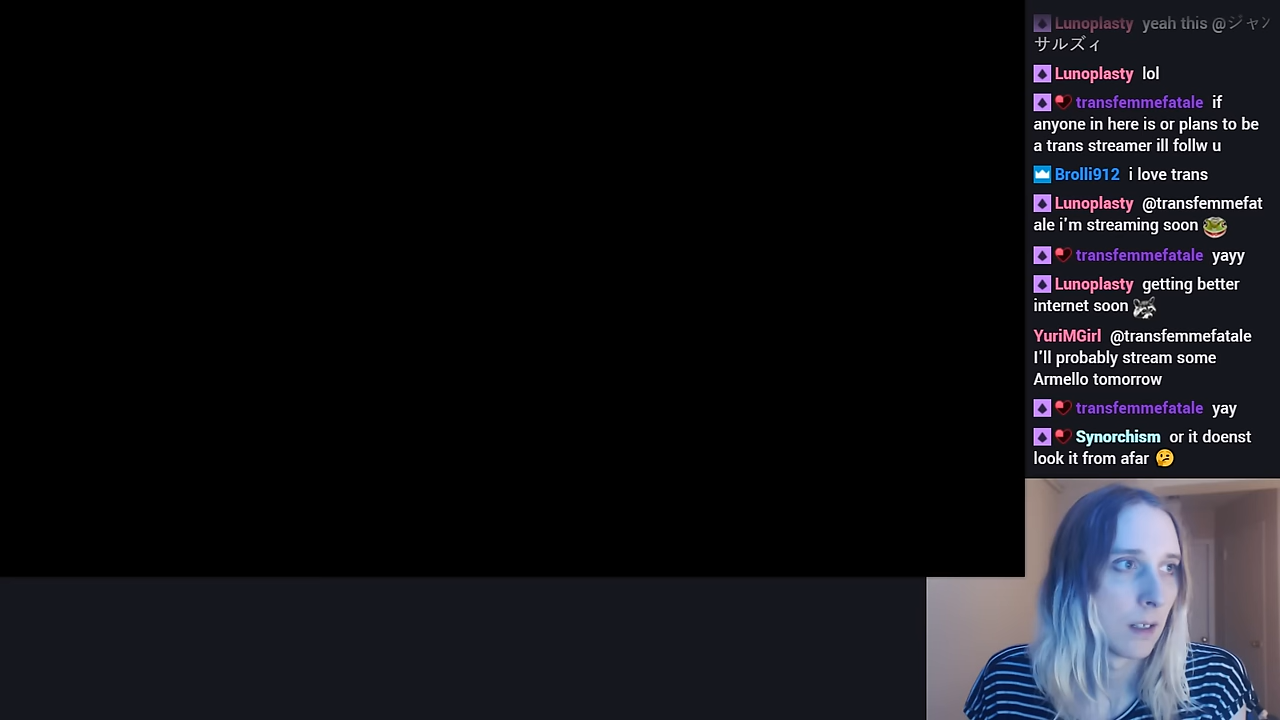 Lunoplasty yeah this @ジャン
サルズィ
Lunoplasty lol
transfemmefatale if
anyone in here is or plans to be
a trans streamer ill follw u
Brolli912 i love trans
Lunoplasty @transfemmefat
ale i'm streaming soon
transfemmefatale yayy
Lunoplasty getting better
internet soon
YuriMGirl @transfemmefatale
I'll probably stream some
Armello tomorrow
transfemmefatale yay
Synorchism or it doenst
look it from afar